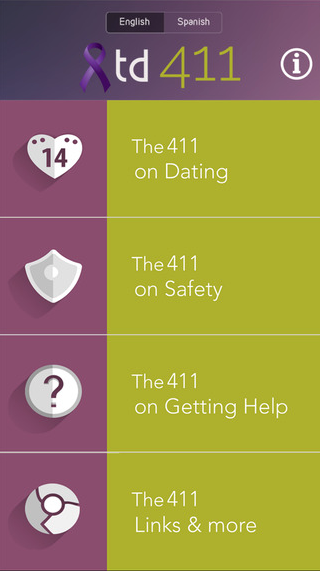 English Spanish
td 411
i
14
The 411
on Dating
The 411
on Safety
?
The 411
on Getting Help
The 411
Links & more